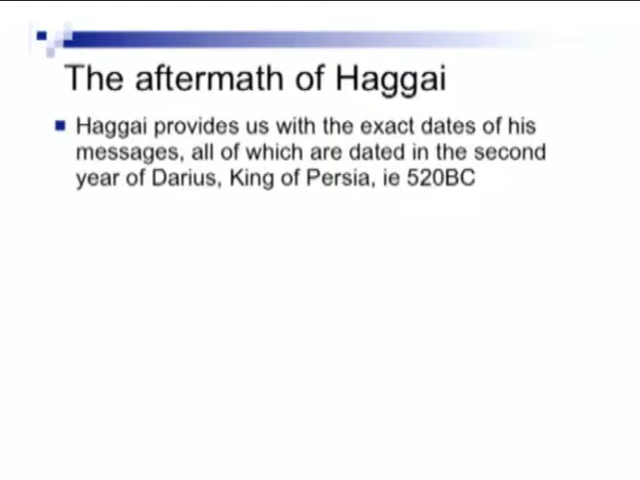 The aftermath of Haggai
Haggai provides us with the exact dates of his
messages, all of which are dated in the second
year of Darius, King of Persia, ie 520BC